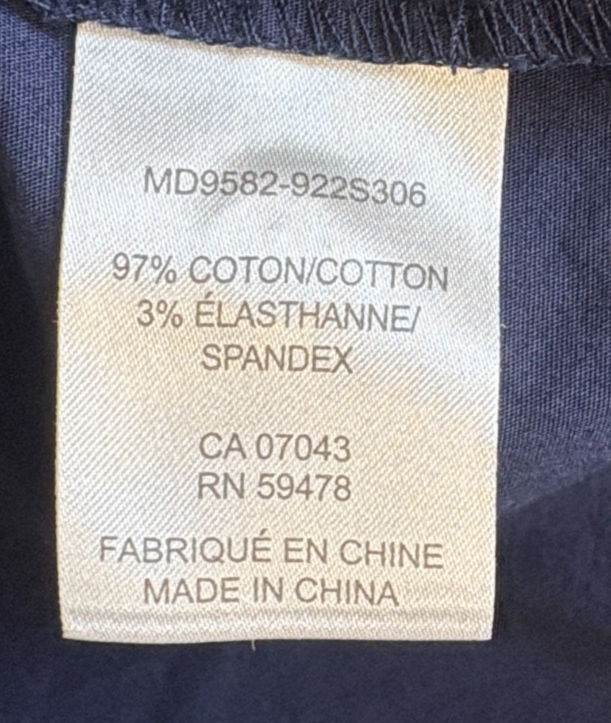 MD9582-922S306
97% COTON/COTTON
3% ÉLASTHANNE/
SPANDEX
CA 07043
RN 59478
FABRIQUÉ EN CHINE
MADE IN CHINA